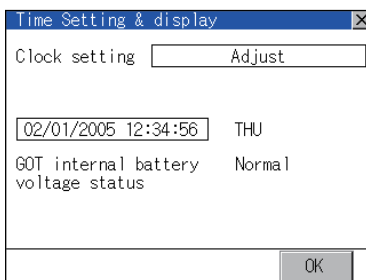 Time Setting & display
Clock setting Adjust
02/01/2005 12:34:56 THU
GOT internal battery Normal
voltage status
OK